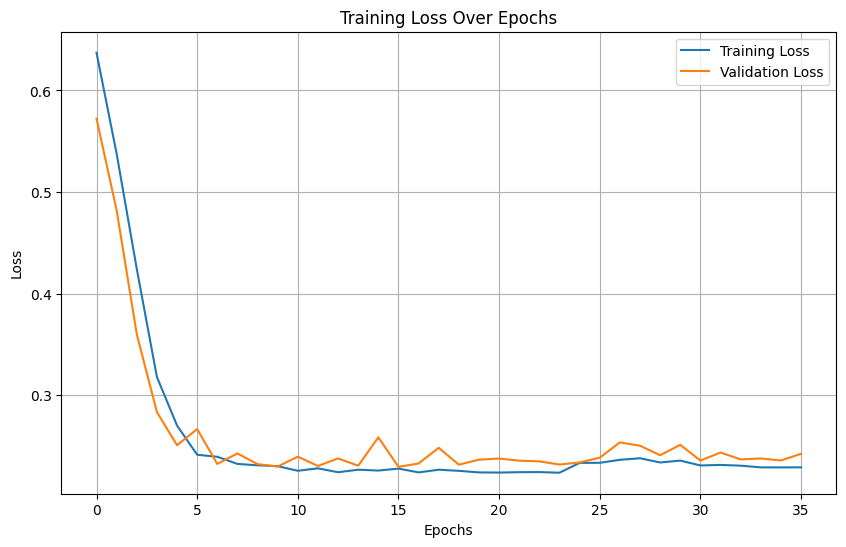 Training Loss Over Epochs
Training Loss
Validation Loss
Loss
0.6
0.5
0.4
0.3
0 5 10 15 20 25 30 35
Epochs